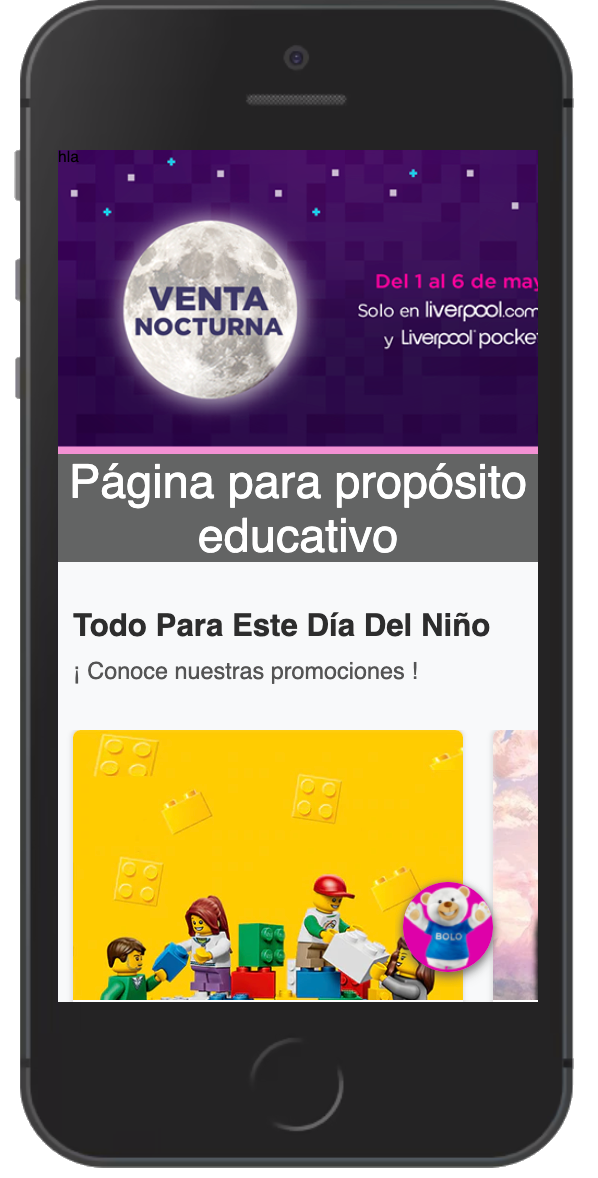 hla
VENTA
NOCTURNA
Del 1 al 6 de may
Solo en liverpool.com
y Liverpool pocket
Página para propósito
educativo
Todo Para Este Día Del Niño
¡ Conoce nuestras promociones !
BOLO